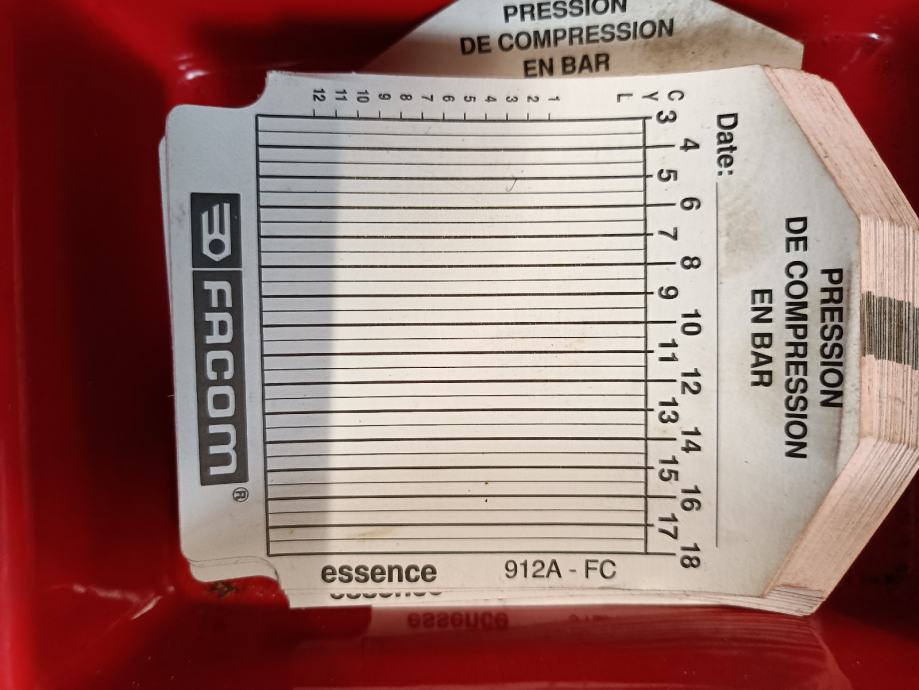 PRESSION
DE COMPRESSION
EN BAR
PRESSION
DE COMPRESSION
EN BAR
Date:
3 4 5 6 7 8 9 10 11 12 13 14 15 16 17 18
C
Y
L
1
2
3
4
5
6
7
8
9
10
11
12
FACOM®
essence 912A - FC
essence